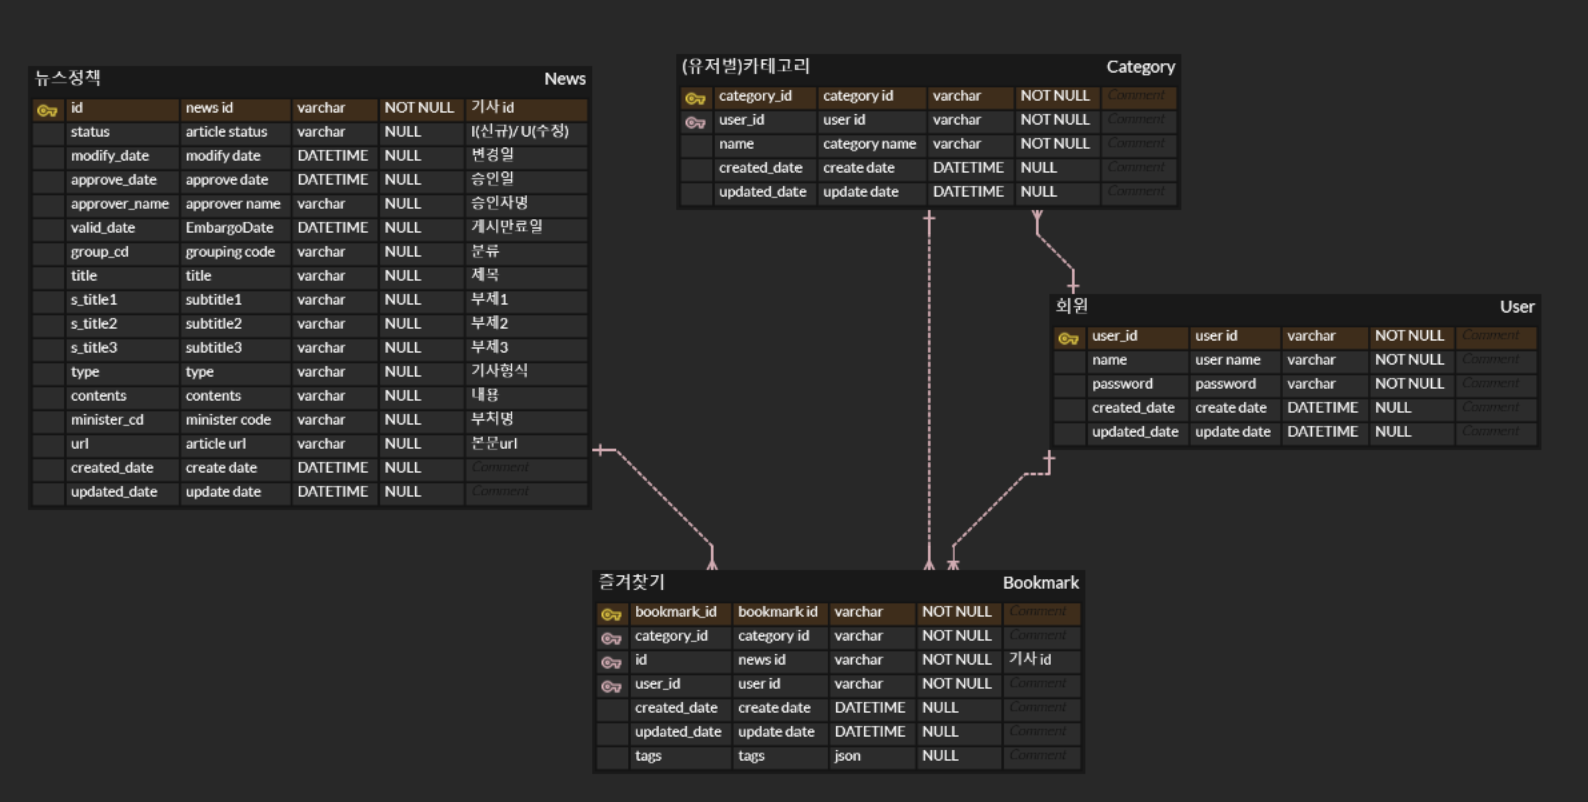 뉴스정책 News
id news id varchar NOT NULL 기사 id
status article status varchar NULL I(신규)/ U(수정)
modify_date modify date DATETIME NULL 변경일
approve_date approve date DATETIME NULL 승인일
approver_name approver name varchar NULL 승인자명
valid_date EmbargoDate DATETIME NULL 게시만료일
group_cd grouping code varchar NULL 분류
title title varchar NULL 제목
s_title1 subtitle1 varchar NULL 부제1
s_title2 subtitle2 varchar NULL 부제2
s_title3 subtitle3 varchar NULL 부제3
type type varchar NULL 기사형식
contents contents varchar NULL 내용
minister_cd minister code varchar NULL 부처명
url article url varchar NULL 본문url
created_date create date DATETIME NULL Comment
updated_date update date DATETIME NULL Comment
(유저별)카테고리 Category
category_id category id varchar NOT NULL Comment
user_id user id varchar NOT NULL Comment
name category name varchar NOT NULL Comment
created_date create date DATETIME NULL Comment
updated_date update date DATETIME NULL Comment
회원 User
user_id user id varchar NOT NULL Comment
name user name varchar NOT NULL Comment
password password varchar NOT NULL Comment
created_date create date DATETIME NULL Comment
updated_date update date DATETIME NULL Comment
즐겨찾기 Bookmark
bookmark_id bookmark id varchar NOT NULL Comment
category_id category id varchar NOT NULL Comment
id news id varchar NOT NULL 기사 id
user_id user id varchar NOT NULL Comment
created_date create date DATETIME NULL Comment
updated_date update date DATETIME NULL Comment
tags tags json NULL Comment